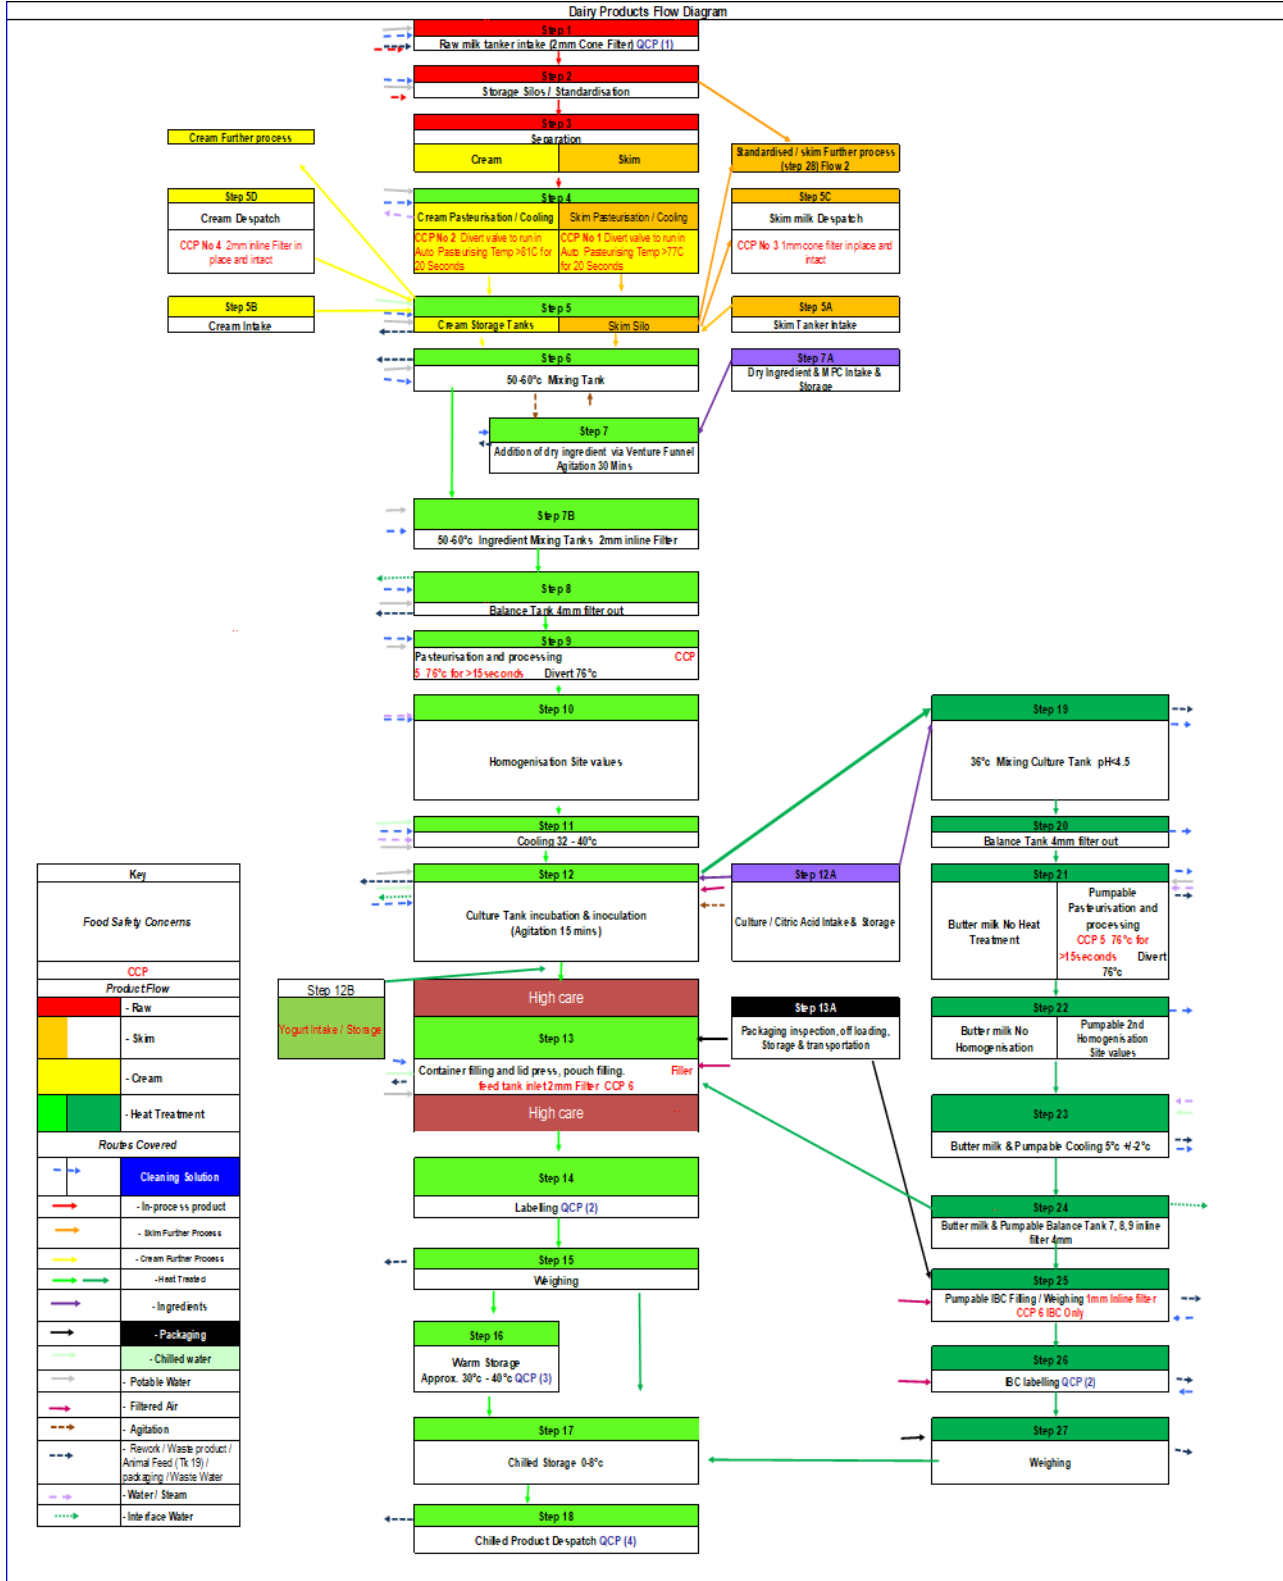 Dairy Products Flow Diagram
Step 1
Raw milk tanker intake (2mm Cone Filter) QCP (1)
Step 2
Storage Silos / Standardisation
Step 3
Separation
Cream
Skim
Cream Further process
Standardised / skim Further process
(step 28) Flow 2
Step 4
Cream Pasteurisation / Cooling
CCP No 2 Divert valve to run in
Auto Pasteurising Temp >81C for
20 Seconds
Skim Pasteurisation / Cooling
CCP No 1 Divert valve to run in
Auto Pasteurising Temp >77C
for 20 Seconds
Step 5D
Cream Despatch
CCP No 4 2mm inline Filter in
place and intact
Step 5C
Skim milk Despatch
CCP No 3 1mm cone filter in place and
intact
Step 5B
Cream Intake
Step 5
Cream Storage Tanks
Skim Silo
Step 5A
Skim Tanker Intake
Step 6
50-60°c Mixing Tank
Step 7A
Dry Ingredient & MPC Intake &
Storage
Step 7
Addition of dry ingredient via Venture Funnel
Agitation 30 Mins
Step 7B
50-60°c Ingredient Mixing Tanks 2mm inline Filter
Step 8
Balance Tank 4mm filter out
Step 9
Pasteurisation and processing CCP
5 76°c for >15seconds Divert 76°c
Step 10
Homogenisation Site values
Step 11
Cooling 32 - 40°c
Step 12
Culture Tank incubation & inoculation
(Agitation 15 mins)
Step 12A
Culture / Citric Acid Intake & Storage
Step 12B
Yogurt Intake / Storage
High care
Step 13
Container filling and lid press, pouch filling. Filler
feed tank inlet 2mm Filter CCP 6
High care
Step 13A
Packaging inspection, off loading,
Storage & transportation
Step 14
Labelling QCP (2)
Step 15
Weighing
Step 16
Warm Storage
Approx. 30°c - 40°c QCP (3)
Step 17
Chilled Storage 0-8°c
Step 18
Chilled Product Despatch QCP (4)
Step 19
36°c Mixing Culture Tank pH<4.5
Step 20
Balance Tank 4mm filter out
Step 21
Butter milk No Heat
Treatment
Pumpable
Pasteurisation and
processing
CCP 5 76°c for
>15seconds Divert
76°c
Step 22
Butter milk No
Homogenisation
Pumpable 2nd
Homogenisation
Site values
Step 23
Butter milk & Pumpable Cooling 5°c +/-2°c
Step 24
Butter milk & Pumpable Balance Tank 7, 8, 9 inline
filter 4mm
Step 25
Pumpable IBC Filling / Weighing 1mm Inline filter
CCP 6 IBC Only
Step 26
IBC labelling QCP (2)
Step 27
Weighing
Key
Food Safety Concerns
CCP
Product Flow
- Raw
- Skim
- Cream
- Heat Treatment
Routes Covered
Cleaning Solution
- In-process product
- Skim Further Process
- Cream Further Process
- Heat Treated
- Ingredients
- Packaging
- Chilled water
- Potable Water
- Filtered Air
- Agitation
- Rework / Waste product /
Animal Feed (Tk 19) /
packaging / Waste Water
- Water / Steam
- Interface Water